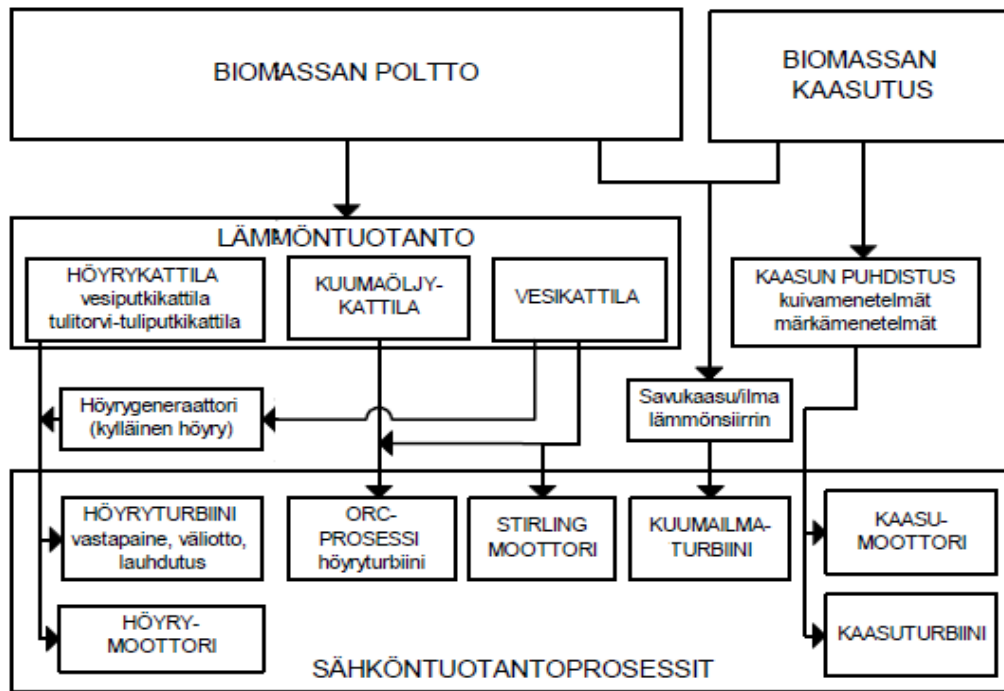 BIOMASSAN POLTTO
BIOMASSAN
KAASUTUS
LÄMMÖNTUOTANTO
HÖYRYKATTILA
vesiputkikattila
tulitorvi-tuliputkikattila
KUUMAÖLJY-
KATTILA
VESIKATTILA
KAASUN PUHDISTUS
kuivamenetelmät
märkämenetelmät
Höyrygeneraattori
(kylläinen höyry)
Savukaasu/ilma
lämmönsiirrin
HÖYRYTURBIINI
vastapaine, väliotto,
lauhdutus
ORC-
PROSESSI
höyryturbiini
STIRLING
MOOTTORI
KUUMAILMA-
TURBIINI
KAASU-
MOOTTORI
HÖYRY-
MOOTTORI
KAASUTURBIINI
SÄHKÖNTUOTANTOPROSESSIT